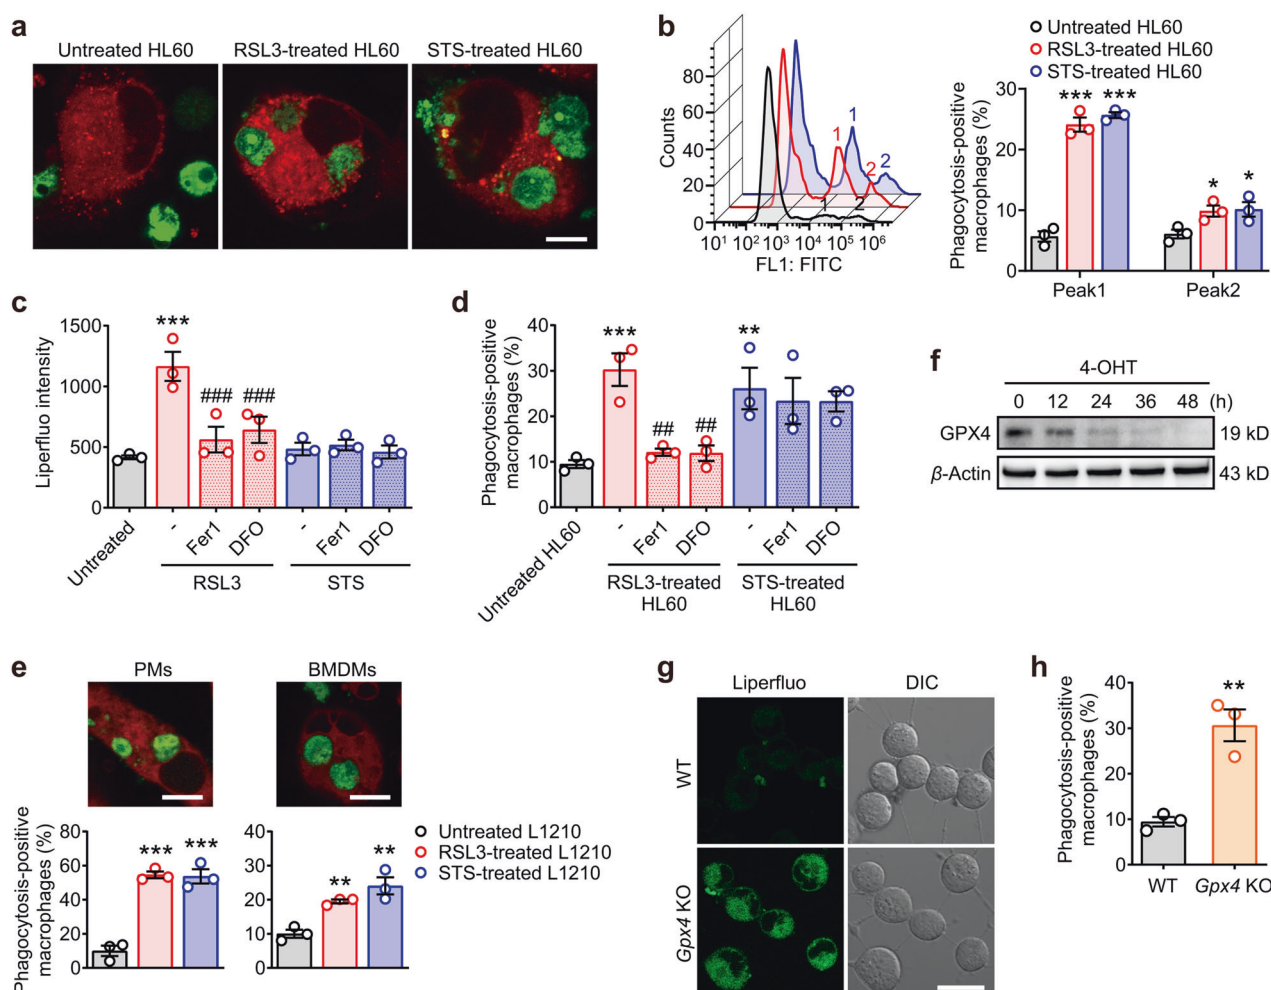 a
Untreated HL60
RSL3-treated HL60
STS-treated HL60
b
Counts
80
60
40
20
0
10¹ 10² 10³ 10⁴ 10⁵ 10⁶
FL1: FITC
1
2
1
2
1
2
Untreated HL60
RSL3-treated HL60
STS-treated HL60
Phagocytosis-positive
macrophages (%)
30
20
10
0
*** ***
* *
Peak1
Peak2
c
Liperfluo intensity
1500
1000
500
0
***
### ###
Untreated
-
Fer1
DFO
-
Fer1
DFO
RSL3
STS
d
Phagocytosis-positive
macrophages (%)
40
30
20
10
0
***
## ##
**
Untreated HL60
-
Fer1
DFO
-
Fer1
DFO
RSL3-treated
HL60
STS-treated
HL60
f
4-OHT
0 12 24 36 48 (h)
GPX4
19 kD
β-Actin
43 kD
e
PMs
BMDMs
Phagocytosis-positive
macrophages (%)
80
60
40
20
0
*** ***
40
30
20
10
0
**
**
Untreated L1210
RSL3-treated L1210
STS-treated L1210
g
Liperfluo
DIC
WT
Gpx4 KO
h
Phagocytosis-positive
macrophages (%)
40
30
20
10
0
**
WT
Gpx4 KO